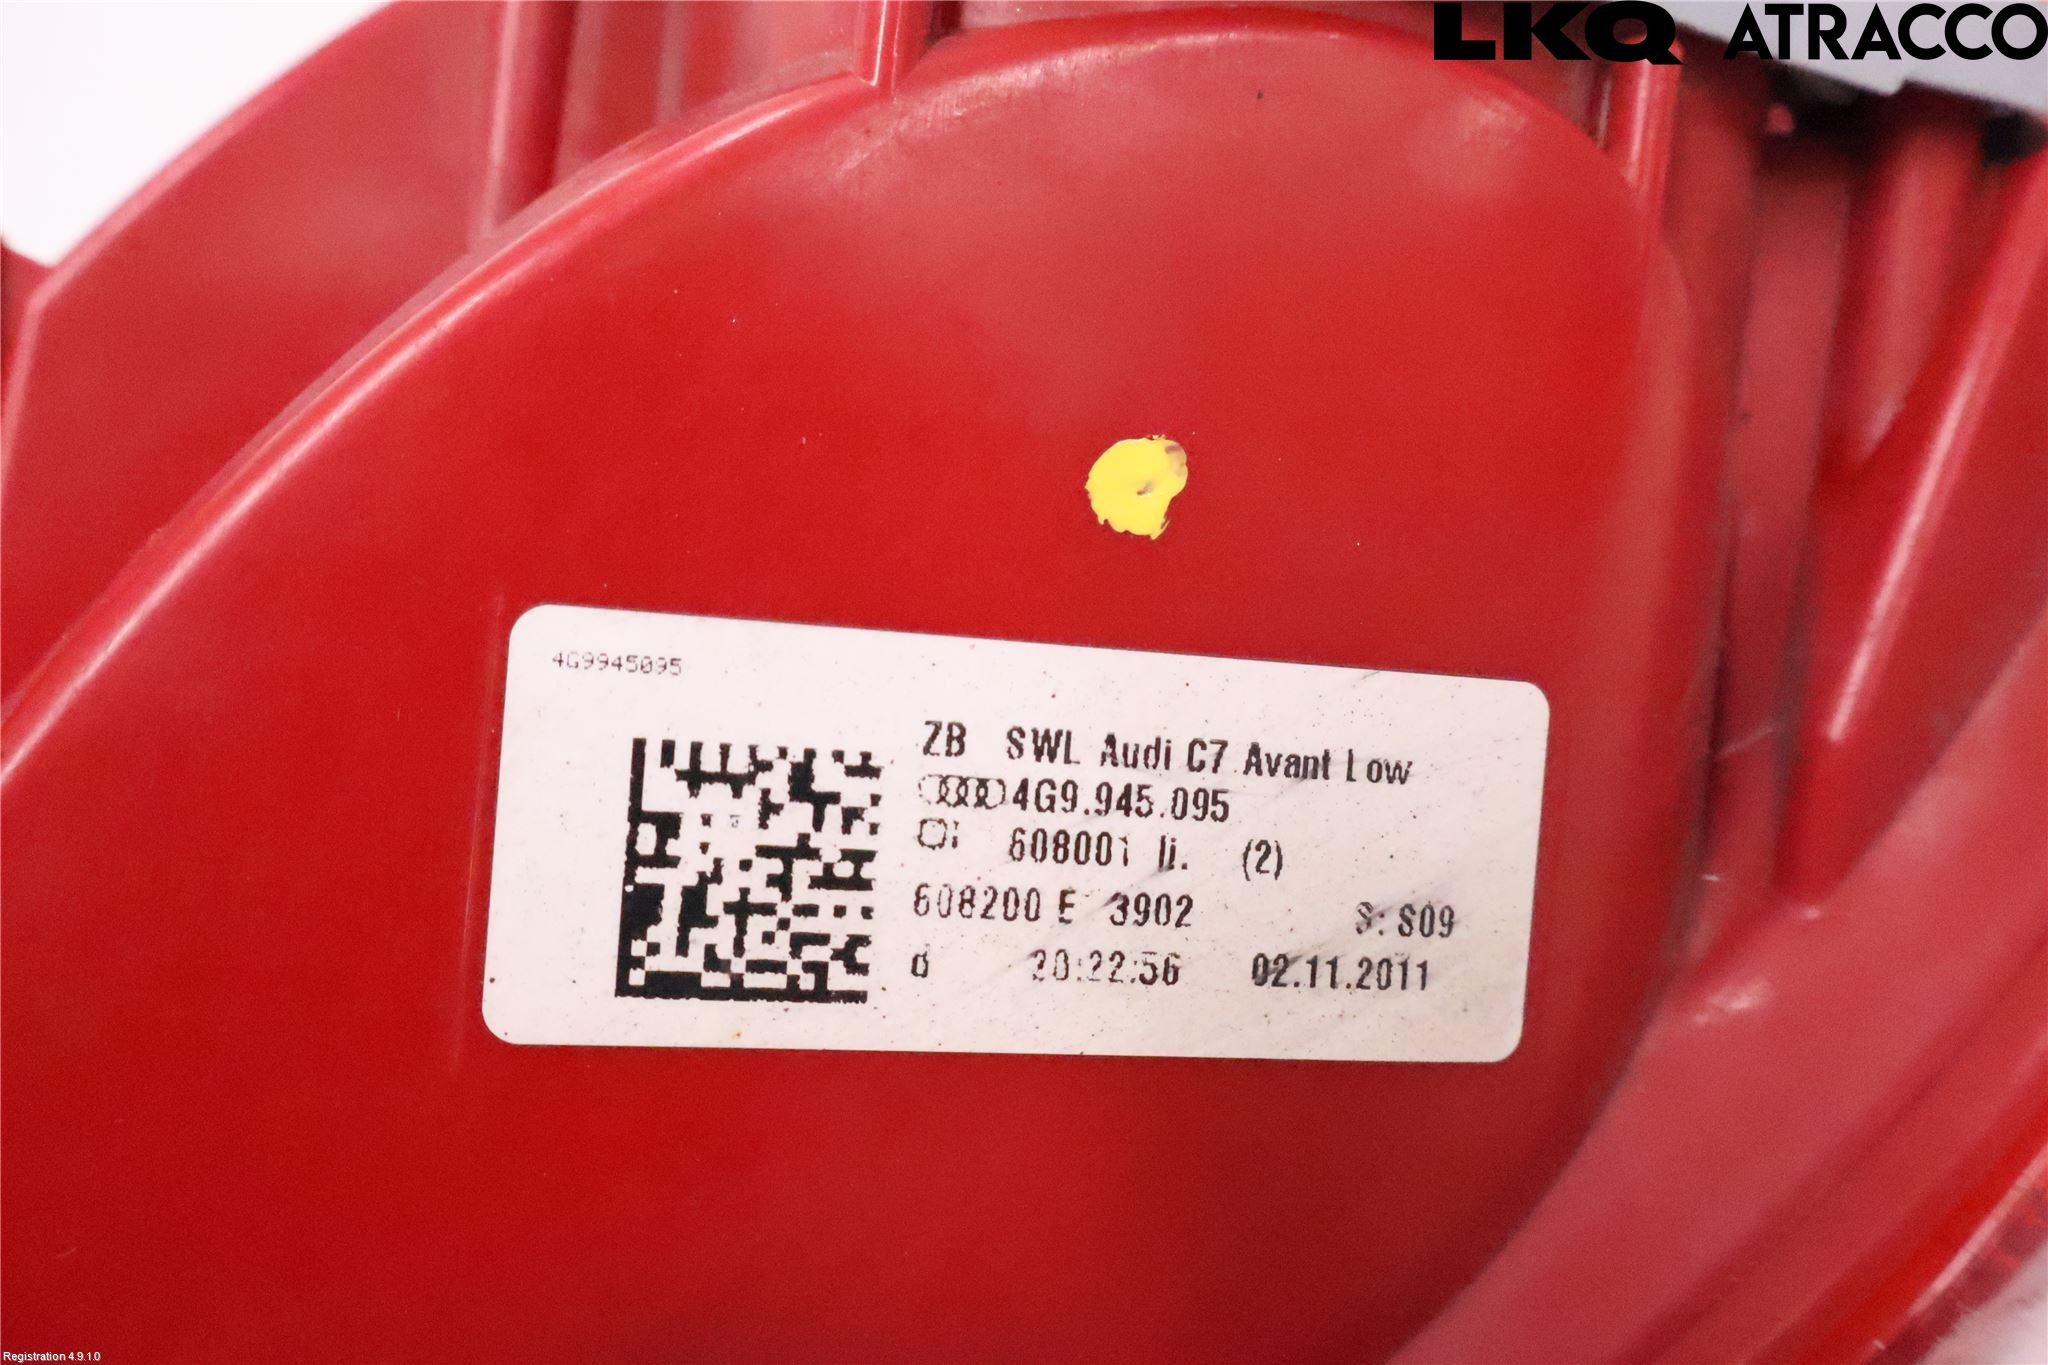 LKQ ATRACCO
4G9945095
ZB SWL Audi C7 Avant Low
4G9.945.095
608001 li. (2)
608200 E 3902 S: S09
20:22:56 02.11.2011
Registration 4.9.1.0